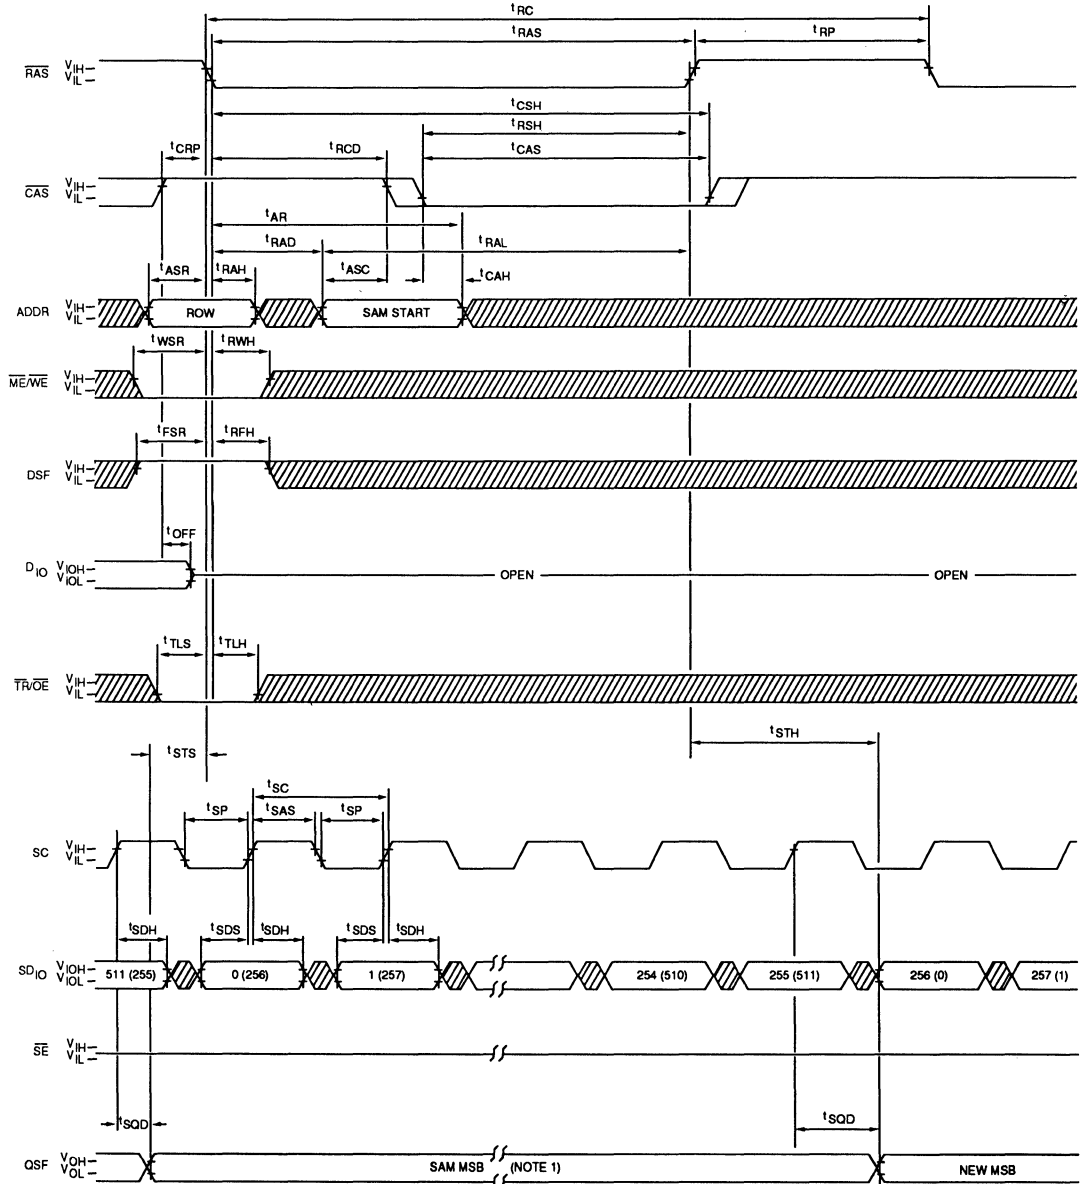 tRC
tRAS
tRP
RAS VIH VIL
tCSH
tRSH
tCRP tRCD tCAS
CAS VIH VIL
tAR
tRAD tRAL
tASR tRAH tASC tCAH
ADDR VIH VIL ROW SAM START
tWSR tRWH
ME/WE VIH VIL
tFSR tRFH
DSF VIH VIL
tOFF
DIO VIOH VIOL OPEN OPEN
tTLS tTLH
TR/OE VIH VIL
tSTH
tSTS
tSC
tSP tSAS tSP
SC VIH VIL
tSDH tSDS tSDH tSDS tSDH
SDIO VIOH VIOL 511 (255) 0 (256) 1 (257) 254 (510) 255 (511) 256 (0) 257 (1)
SE VIH VIL
tSQD tSQD
QSF VOH VOL SAM MSB (NOTE 1) NEW MSB